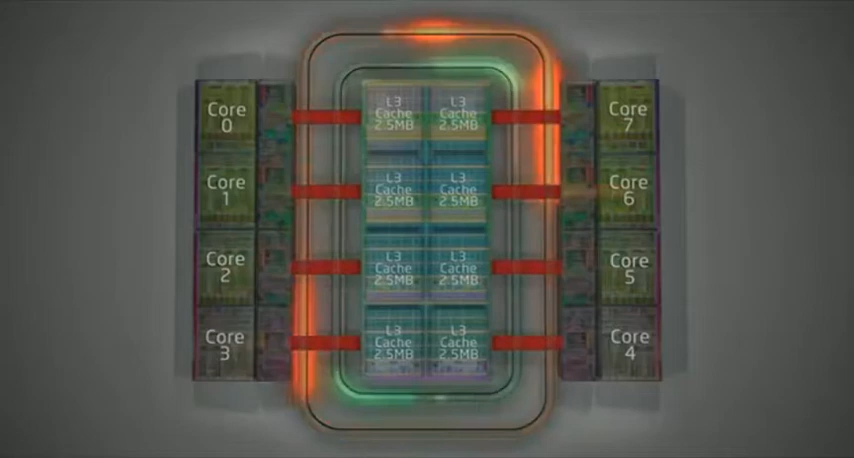 Core
0
L3
Cache
2.5MB
L3
Cache
2.5MB
Core
7
Core
1
L3
Cache
2.5MB
L3
Cache
2.5MB
Core
6
Core
2
L3
Cache
2.5MB
L3
Cache
2.5MB
Core
5
Core
3
L3
Cache
2.5MB
L3
Cache
2.5MB
Core
4